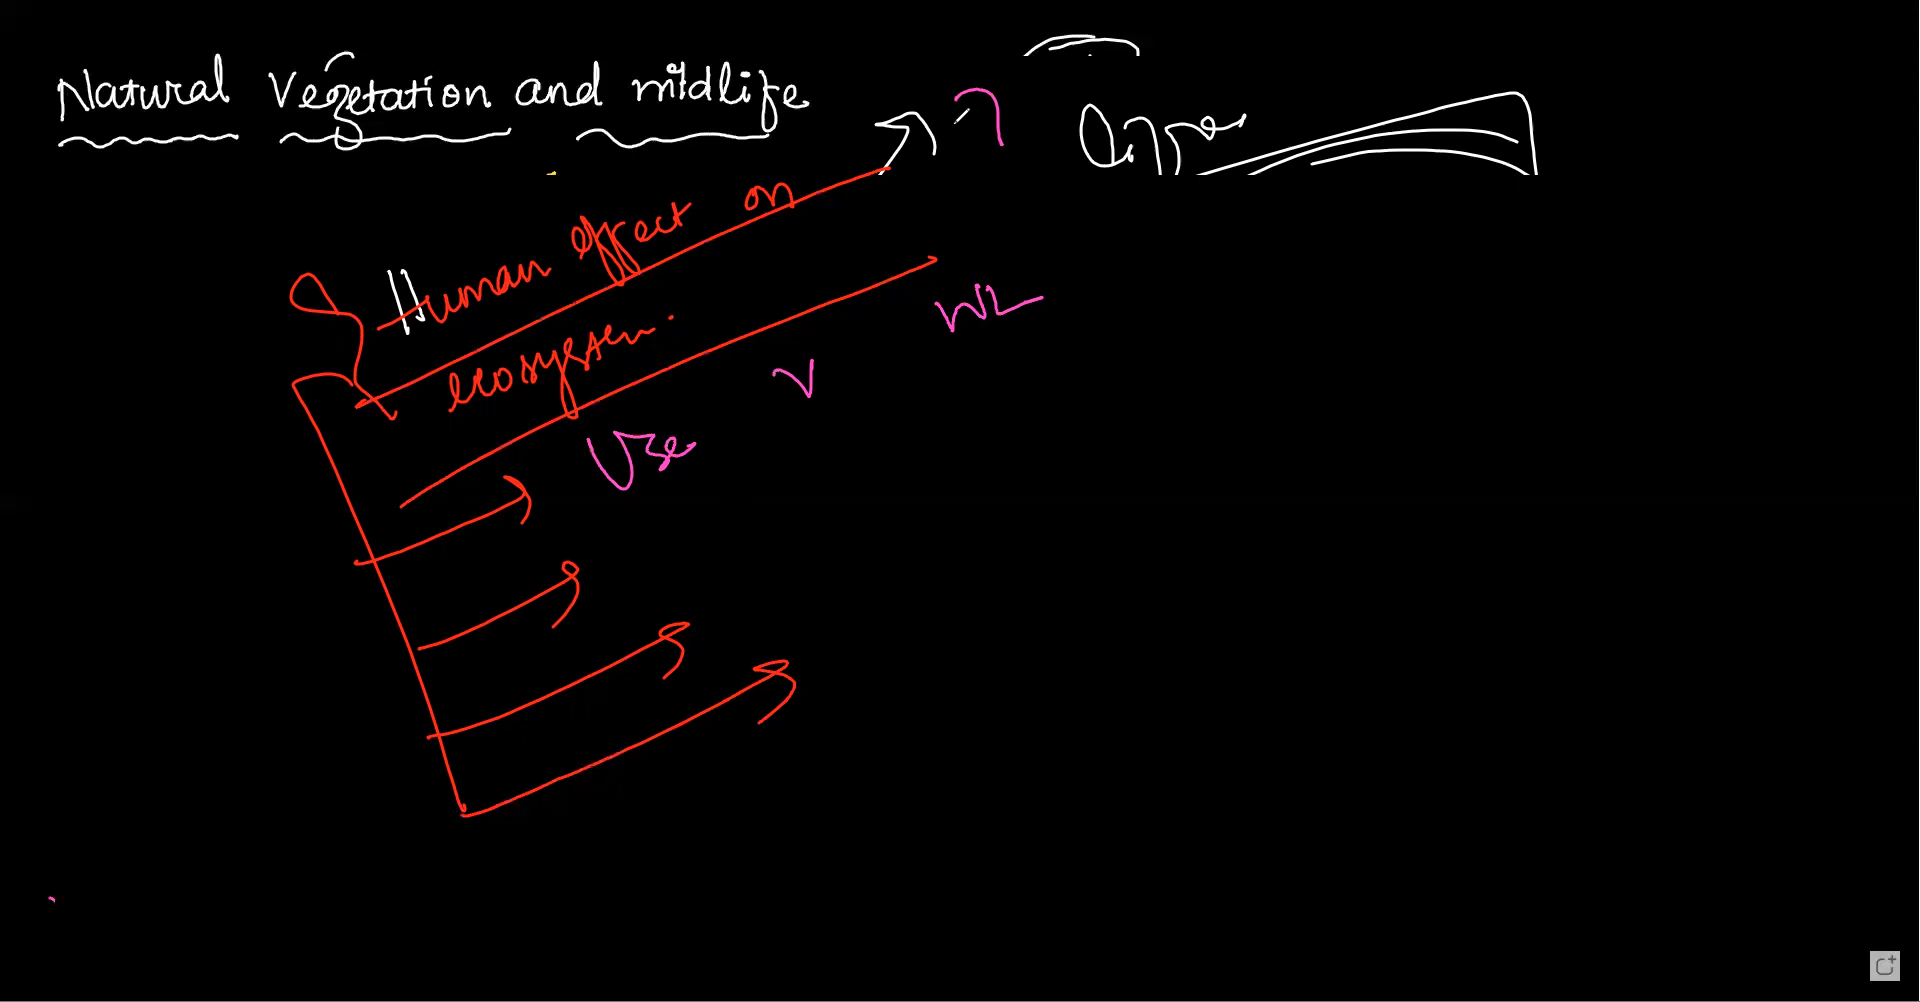 Natural Vegetation and wildlife
Human effect on
ecosystem.
WL
V
Use